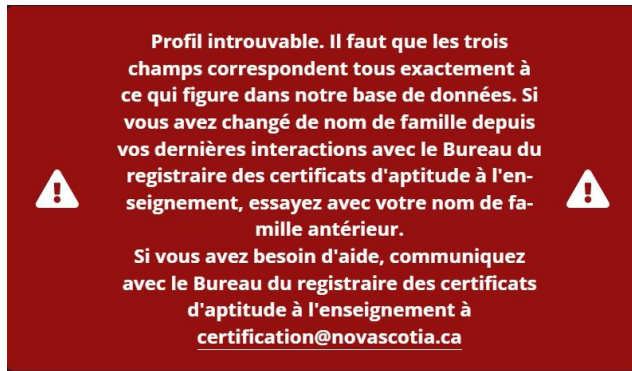 Profil introuvable. Il faut que les trois
champs correspondent tous exactement à
ce qui figure dans notre base de données. Si
vous avez changé de nom de famille depuis
vos dernières interactions avec le Bureau du
registraire des certificats d'aptitude à l'en-
seignement, essayez avec votre nom de fa-
mille antérieur.
Si vous avez besoin d'aide, communiquez
avec le Bureau du registraire des certificats
d'aptitude à l'enseignement à
certification@novascotia.ca